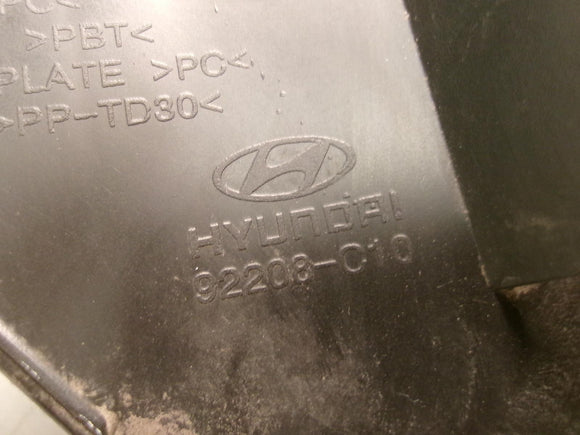 >PBT<
PLATE >PC<
>PP-TD30<
HYUNDAI
92208-C10